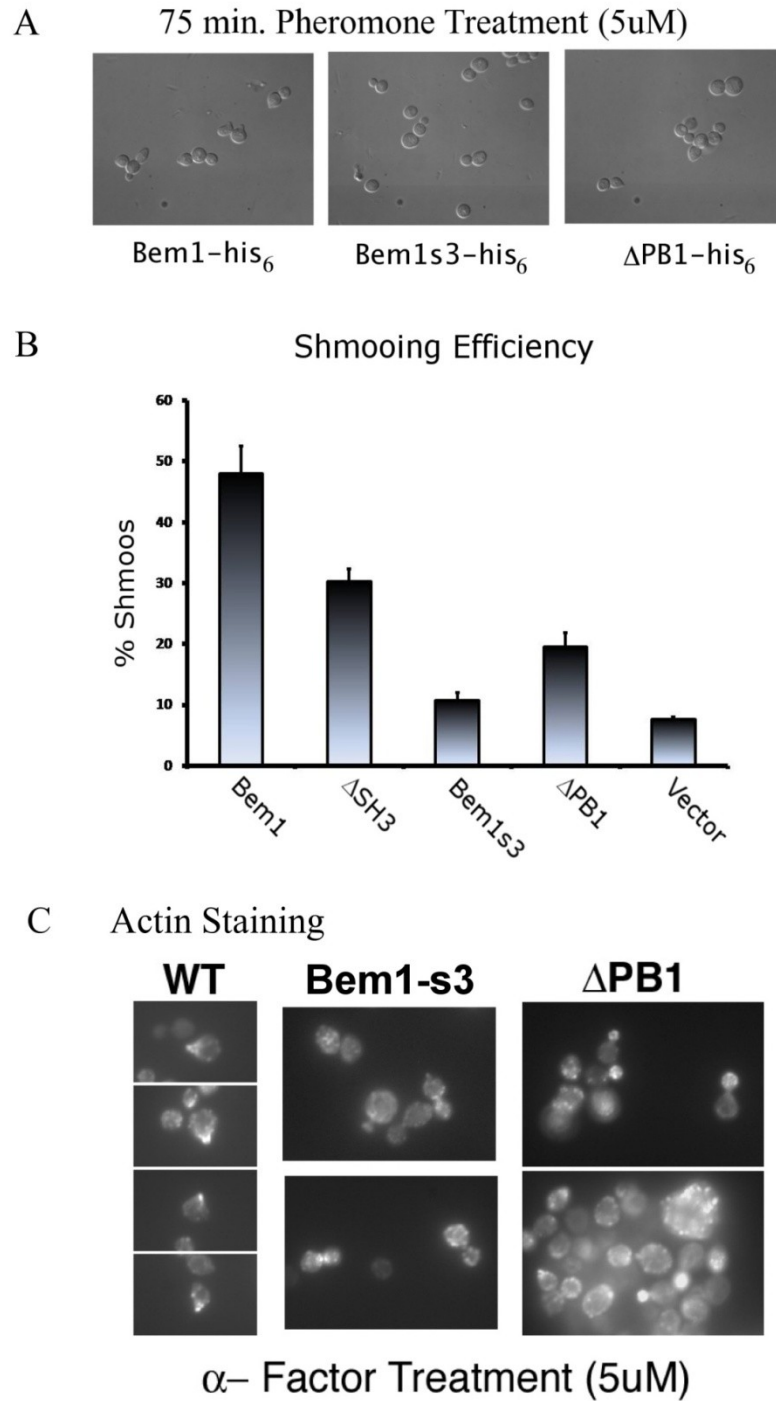 A 75 min. Pheromone Treatment (5uM)
Bem1-his6 Bem1s3-his6 ΔPB1-his6
B Shmooing Efficiency
% Shmoos
60
50
40
30
20
10
0
Bem1 ΔSH3 Bem1s3 ΔPB1 Vector
C Actin Staining
WT Bem1-s3 ΔPB1
α– Factor Treatment (5uM)